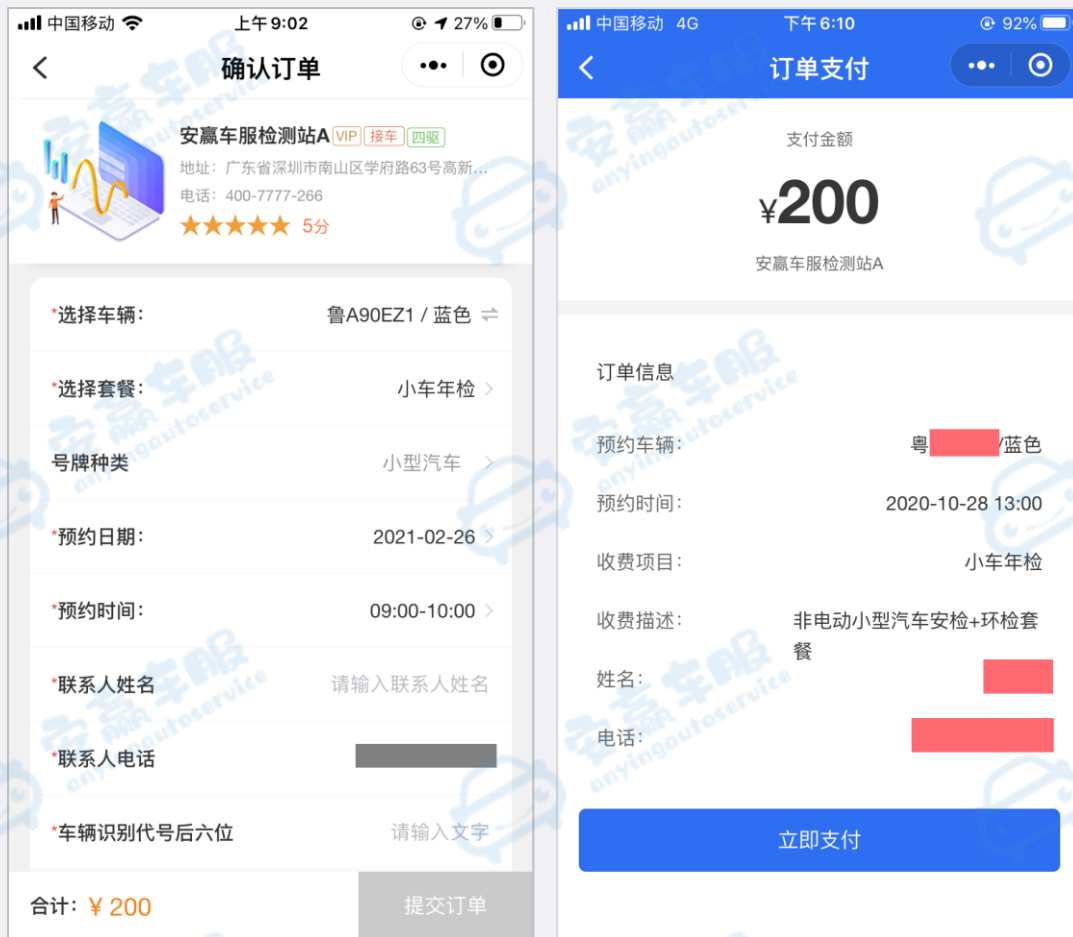 中国移动
上午9:02
27%
确认订单
安赢车服检测站A VIP 接车 四驱
地址：广东省深圳市南山区学府路63号高新...
电话：400-7777-266
5分
*选择车辆： 鲁A90EZ1 / 蓝色
*选择套餐： 小车年检
号牌种类 小型汽车
*预约日期： 2021-02-26
*预约时间： 09:00-10:00
*联系人姓名 请输入联系人姓名
*联系人电话
*车辆识别代号后六位 请输入文字
合计：￥200 提交订单
中国移动 4G
下午6:10
92%
订单支付
支付金额
¥200
安赢车服检测站A
订单信息
预约车辆： 粤 /蓝色
预约时间： 2020-10-28 13:00
收费项目： 小车年检
收费描述： 非电动小型汽车安检+环检套
餐
姓名：
电话：
立即支付
安赢车服
anyingautoservice